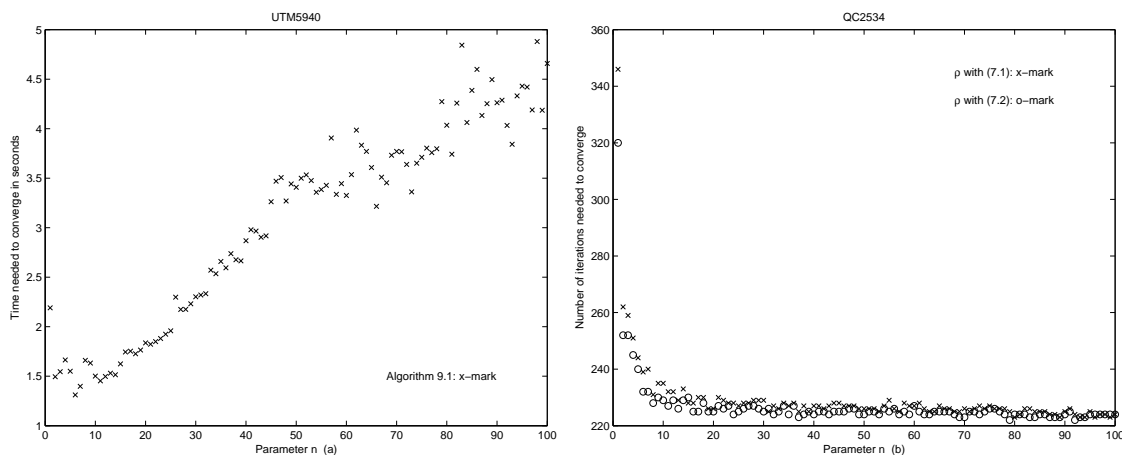 UTM5940
5
4.5
4
3.5
3
2.5
2
1.5
1
Time needed to converge in seconds
Algorithm 9.1: x−mark
0 10 20 30 40 50 60 70 80 90 100
Parameter n (a)
QC2534
360
340
320
300
280
260
240
220
Number of iterations needed to converge
ρ with (7.1): x−mark
ρ with (7.2): o−mark
0 10 20 30 40 50 60 70 80 90 100
Parameter n (b)